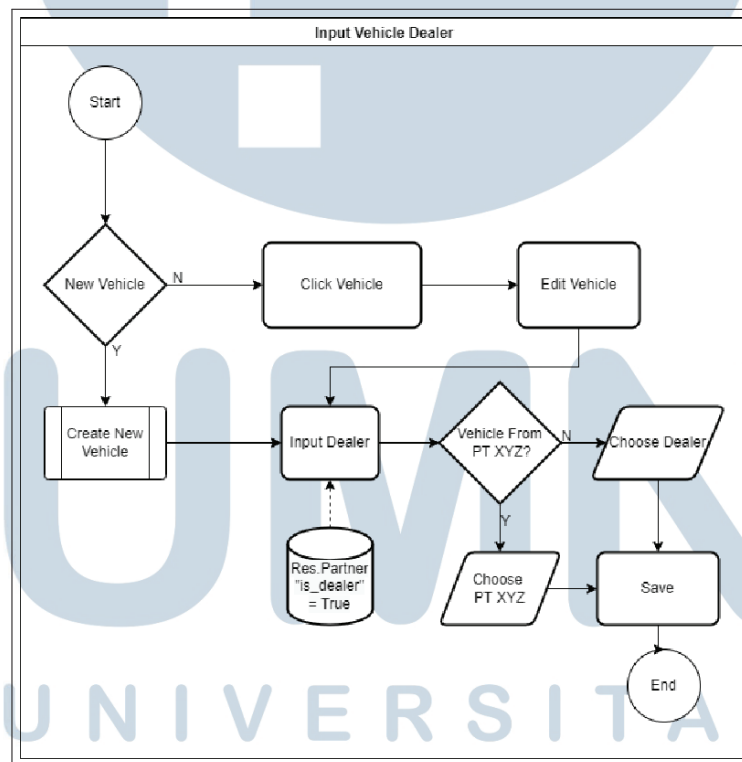 Input Vehicle Dealer
Start
New Vehicle
N
Click Vehicle
Edit Vehicle
Y
Create New
Vehicle
Input Dealer
Vehicle From
PT XYZ?
N
Choose Dealer
Y
Res.Partner
"is_dealer"
= True
Choose
PT XYZ
Save
End
UMN
UNIVERSITA